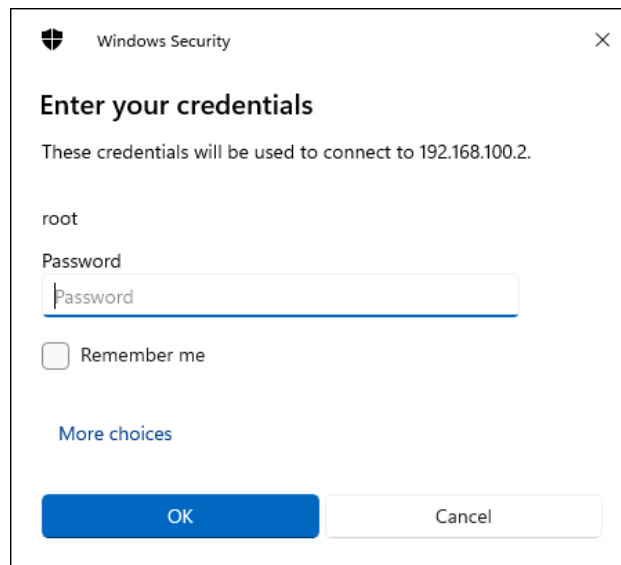 Windows Security
Enter your credentials
These credentials will be used to connect to 192.168.100.2.
root
Password
Password
Remember me
More choices
OK Cancel